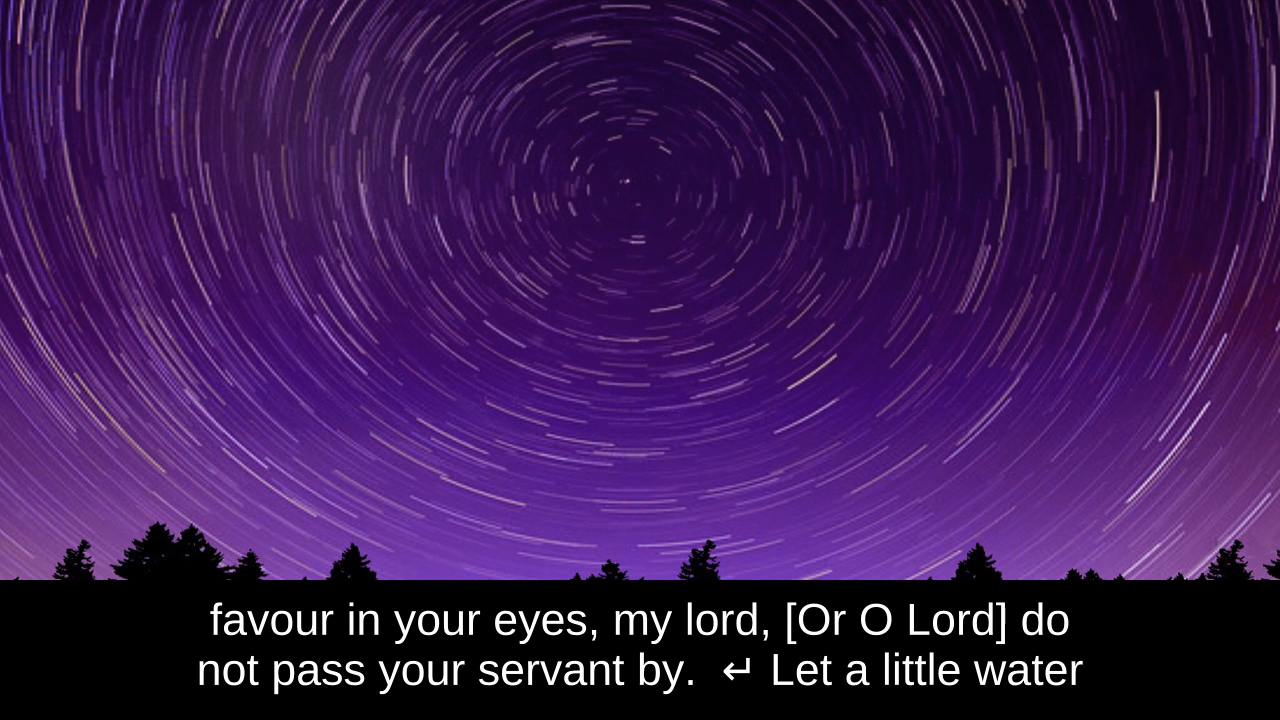 favour in your eyes, my lord, [Or O Lord] do
not pass your servant by.  ↵ Let a little water